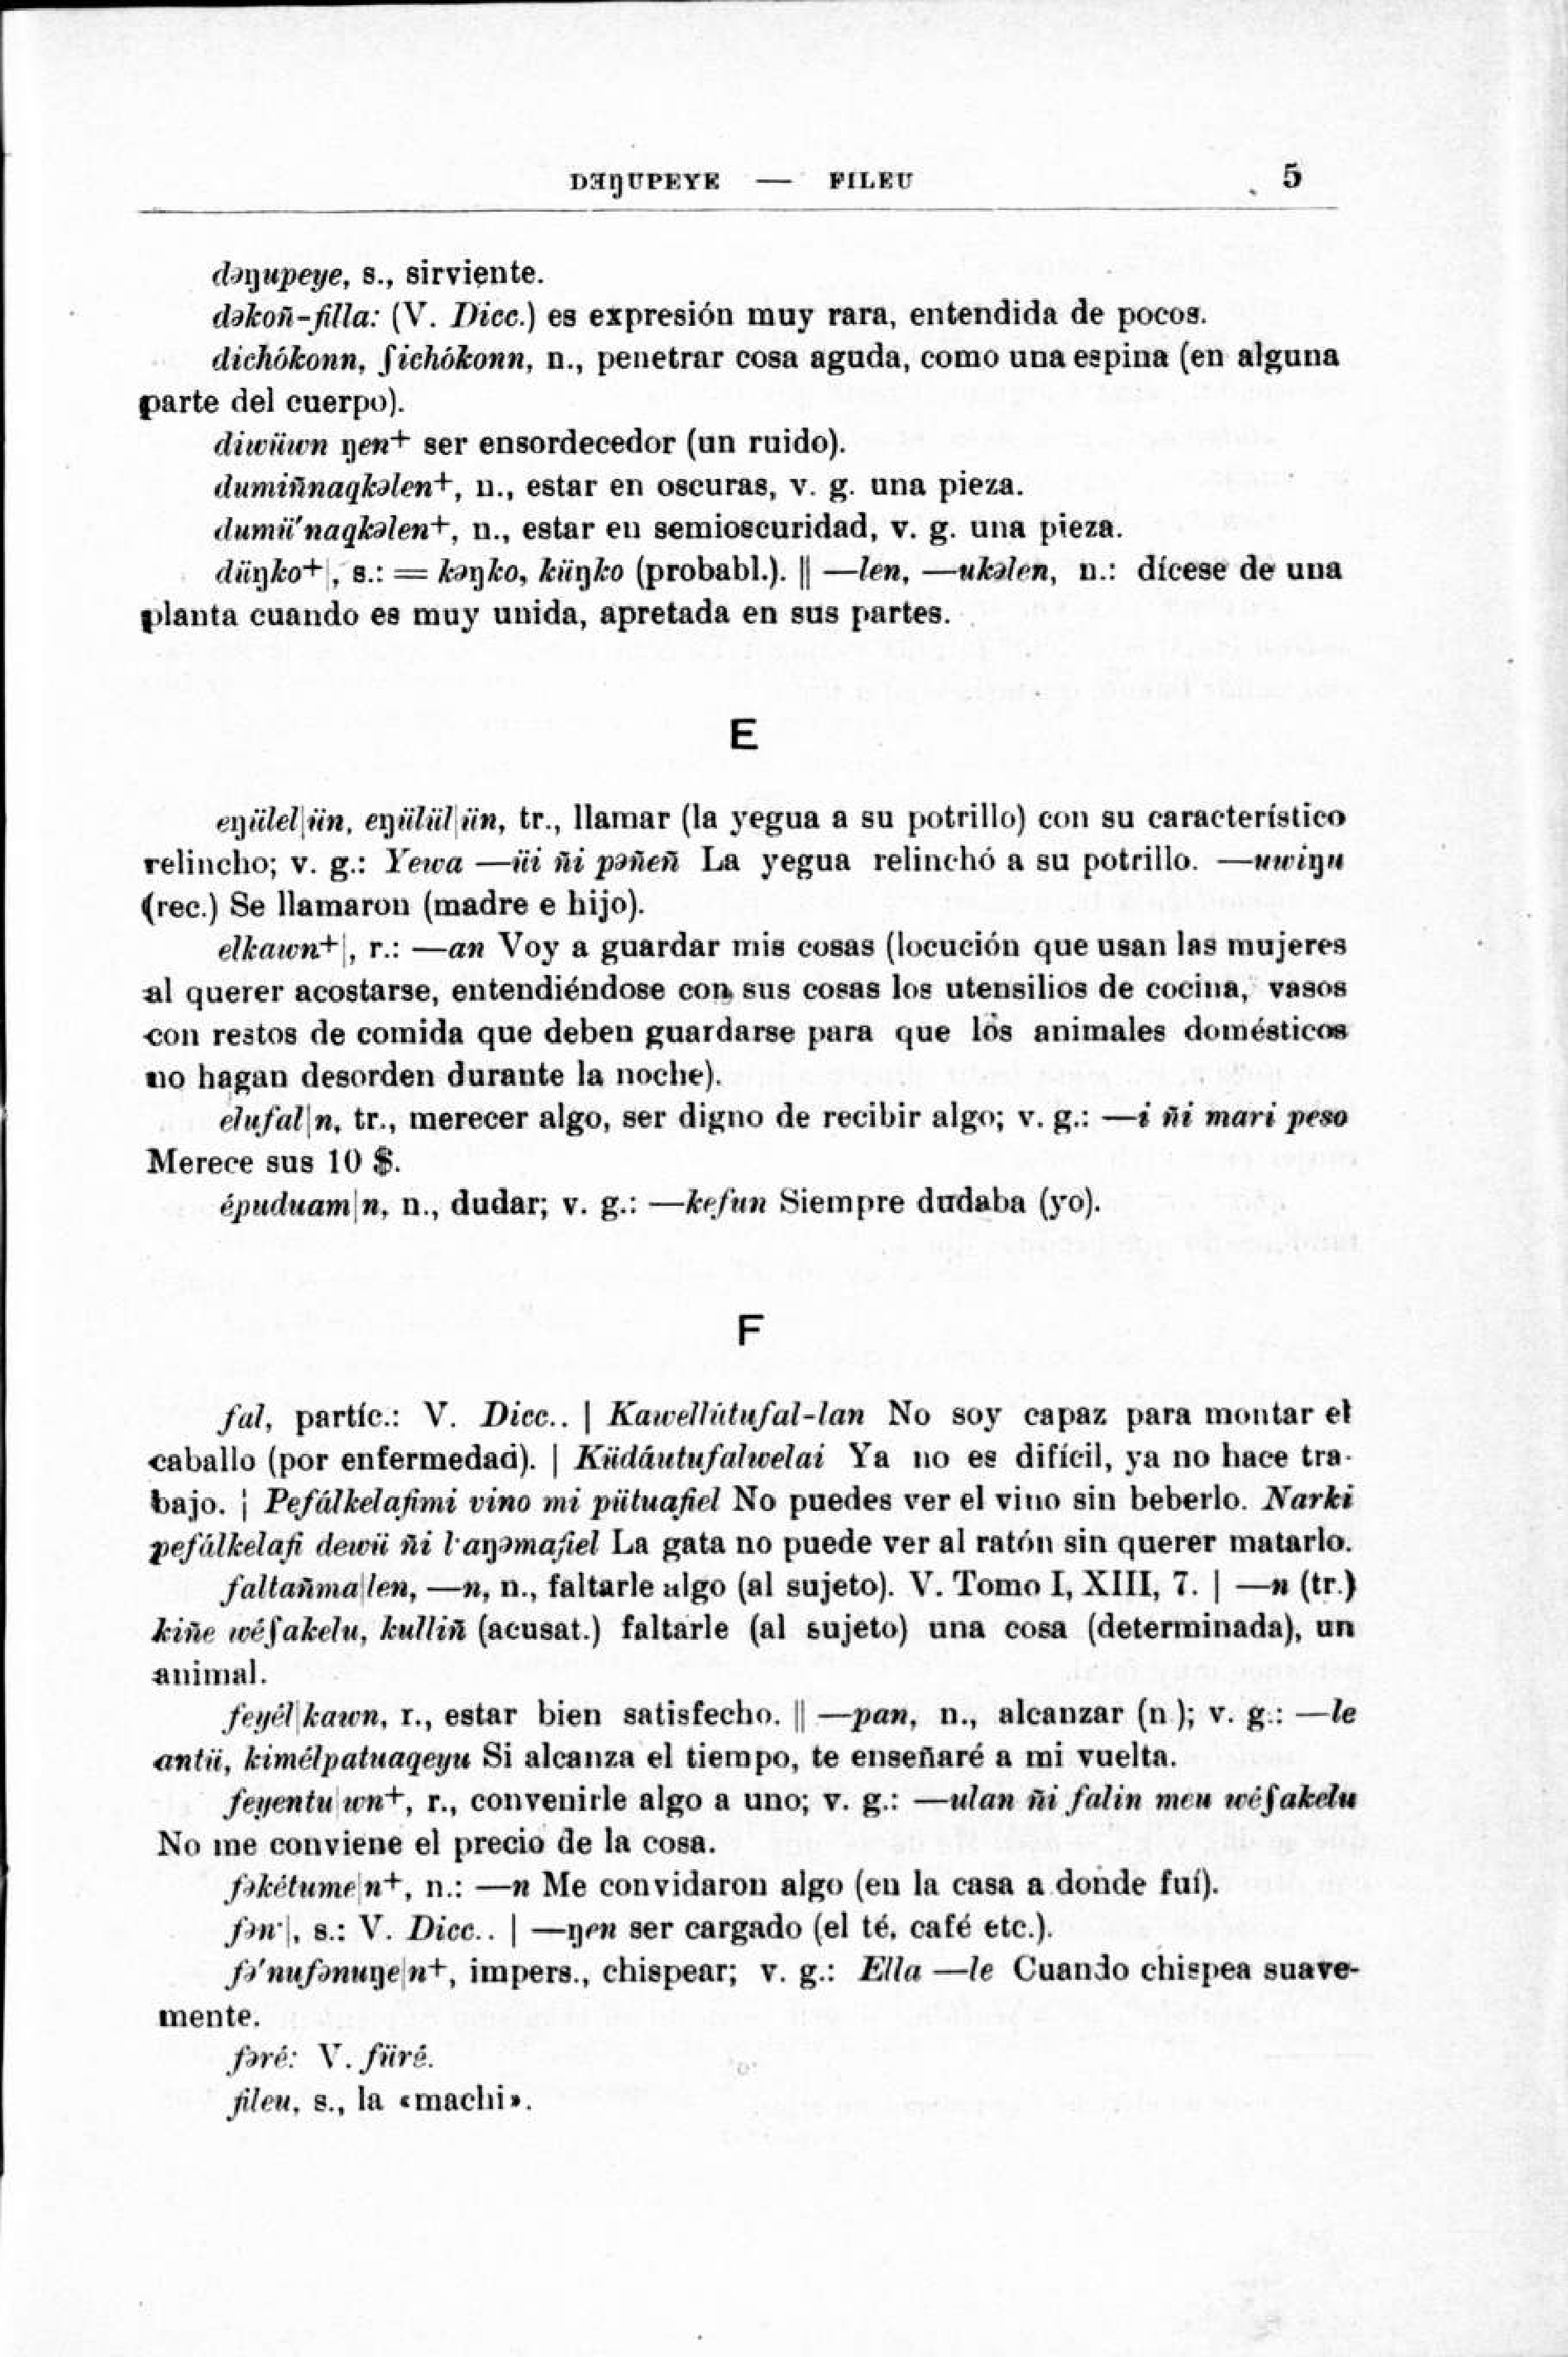 DƏŊUPEYE — FILEU 5
dəŋupeye, s., sirviente.
dəkoñ-filla: (V. Dicc.) es expresión muy rara, entendida de pocos.
dichókonn, ʃichókonn, n., penetrar cosa aguda, como una espina (en alguna
parte del cuerpo).
diwüwn ŋen+ ser ensordecedor (un ruido).
dumiñnaqkəlen+, n., estar en oscuras, v. g. una pieza.
dumü'naqkəlen+, n., estar en semioscuridad, v. g. una pieza.
düŋko+|, s.: = kəŋko, küŋko (probabl.). || —len, —ukəlen, n.: dícese de una
planta cuando es muy unida, apretada en sus partes.
E
eŋülel|ün, eŋülül|ün, tr., llamar (la yegua a su potrillo) con su característico
relincho; v. g.: Yewa —üi ñi pəñeñ La yegua relinchó a su potrillo. —uwiŋu
(rec.) Se llamaron (madre e hijo).
elkawn+|, r.: —an Voy a guardar mis cosas (locución que usan las mujeres
al querer acostarse, entendiéndose con sus cosas los utensilios de cocina, vasos
con restos de comida que deben guardarse para que los animales domésticos
no hagan desorden durante la noche).
elufal|n, tr., merecer algo, ser digno de recibir algo; v. g.: —i ñi mari peso
Merece sus 10 $.
épuduam|n, n., dudar; v. g.: —kefun Siempre dudaba (yo).
F
fal, partíc.: V. Dicc.. | Kawellútufal-lan No soy capaz para montar el
caballo (por enfermedad). | Küdáutufalwelai Ya no es difícil, ya no hace tra-
bajo. | Pefálkelafimi vino mi pütuafiel No puedes ver el vino sin beberlo. Narki
pefálkelafi dewü ñi l·aŋəmafiel La gata no puede ver al ratón sin querer matarlo.
faltañma||len, —n, n., faltarle algo (al sujeto). V. Tomo I, XIII, 7. | —n (tr.)
kiñe wéʃakelu, kulliñ (acusat.) faltarle (al sujeto) una cosa (determinada), un
animal.
feyél||kawn, r., estar bien satisfecho. || —pan, n., alcanzar (n.); v. g.: —le
antü, kimélpatuaqeyu Si alcanza el tiempo, te enseñaré a mi vuelta.
feyentu|wn+, r., convenirle algo a uno; v. g.: —ulan ñi falin meu wéʃakelu
No me conviene el precio de la cosa.
fəkétume|n+, n.: —n Me convidaron algo (en la casa a donde fuí).
fən·|, s.: V. Dicc.. | —ŋen ser cargado (el té, café etc.).
fə'nufənuŋe|n+, impers., chispear; v. g.: Ella —le Cuando chispea suave-
mente.
fəré: V. füré.
fileu, s., la «machi».